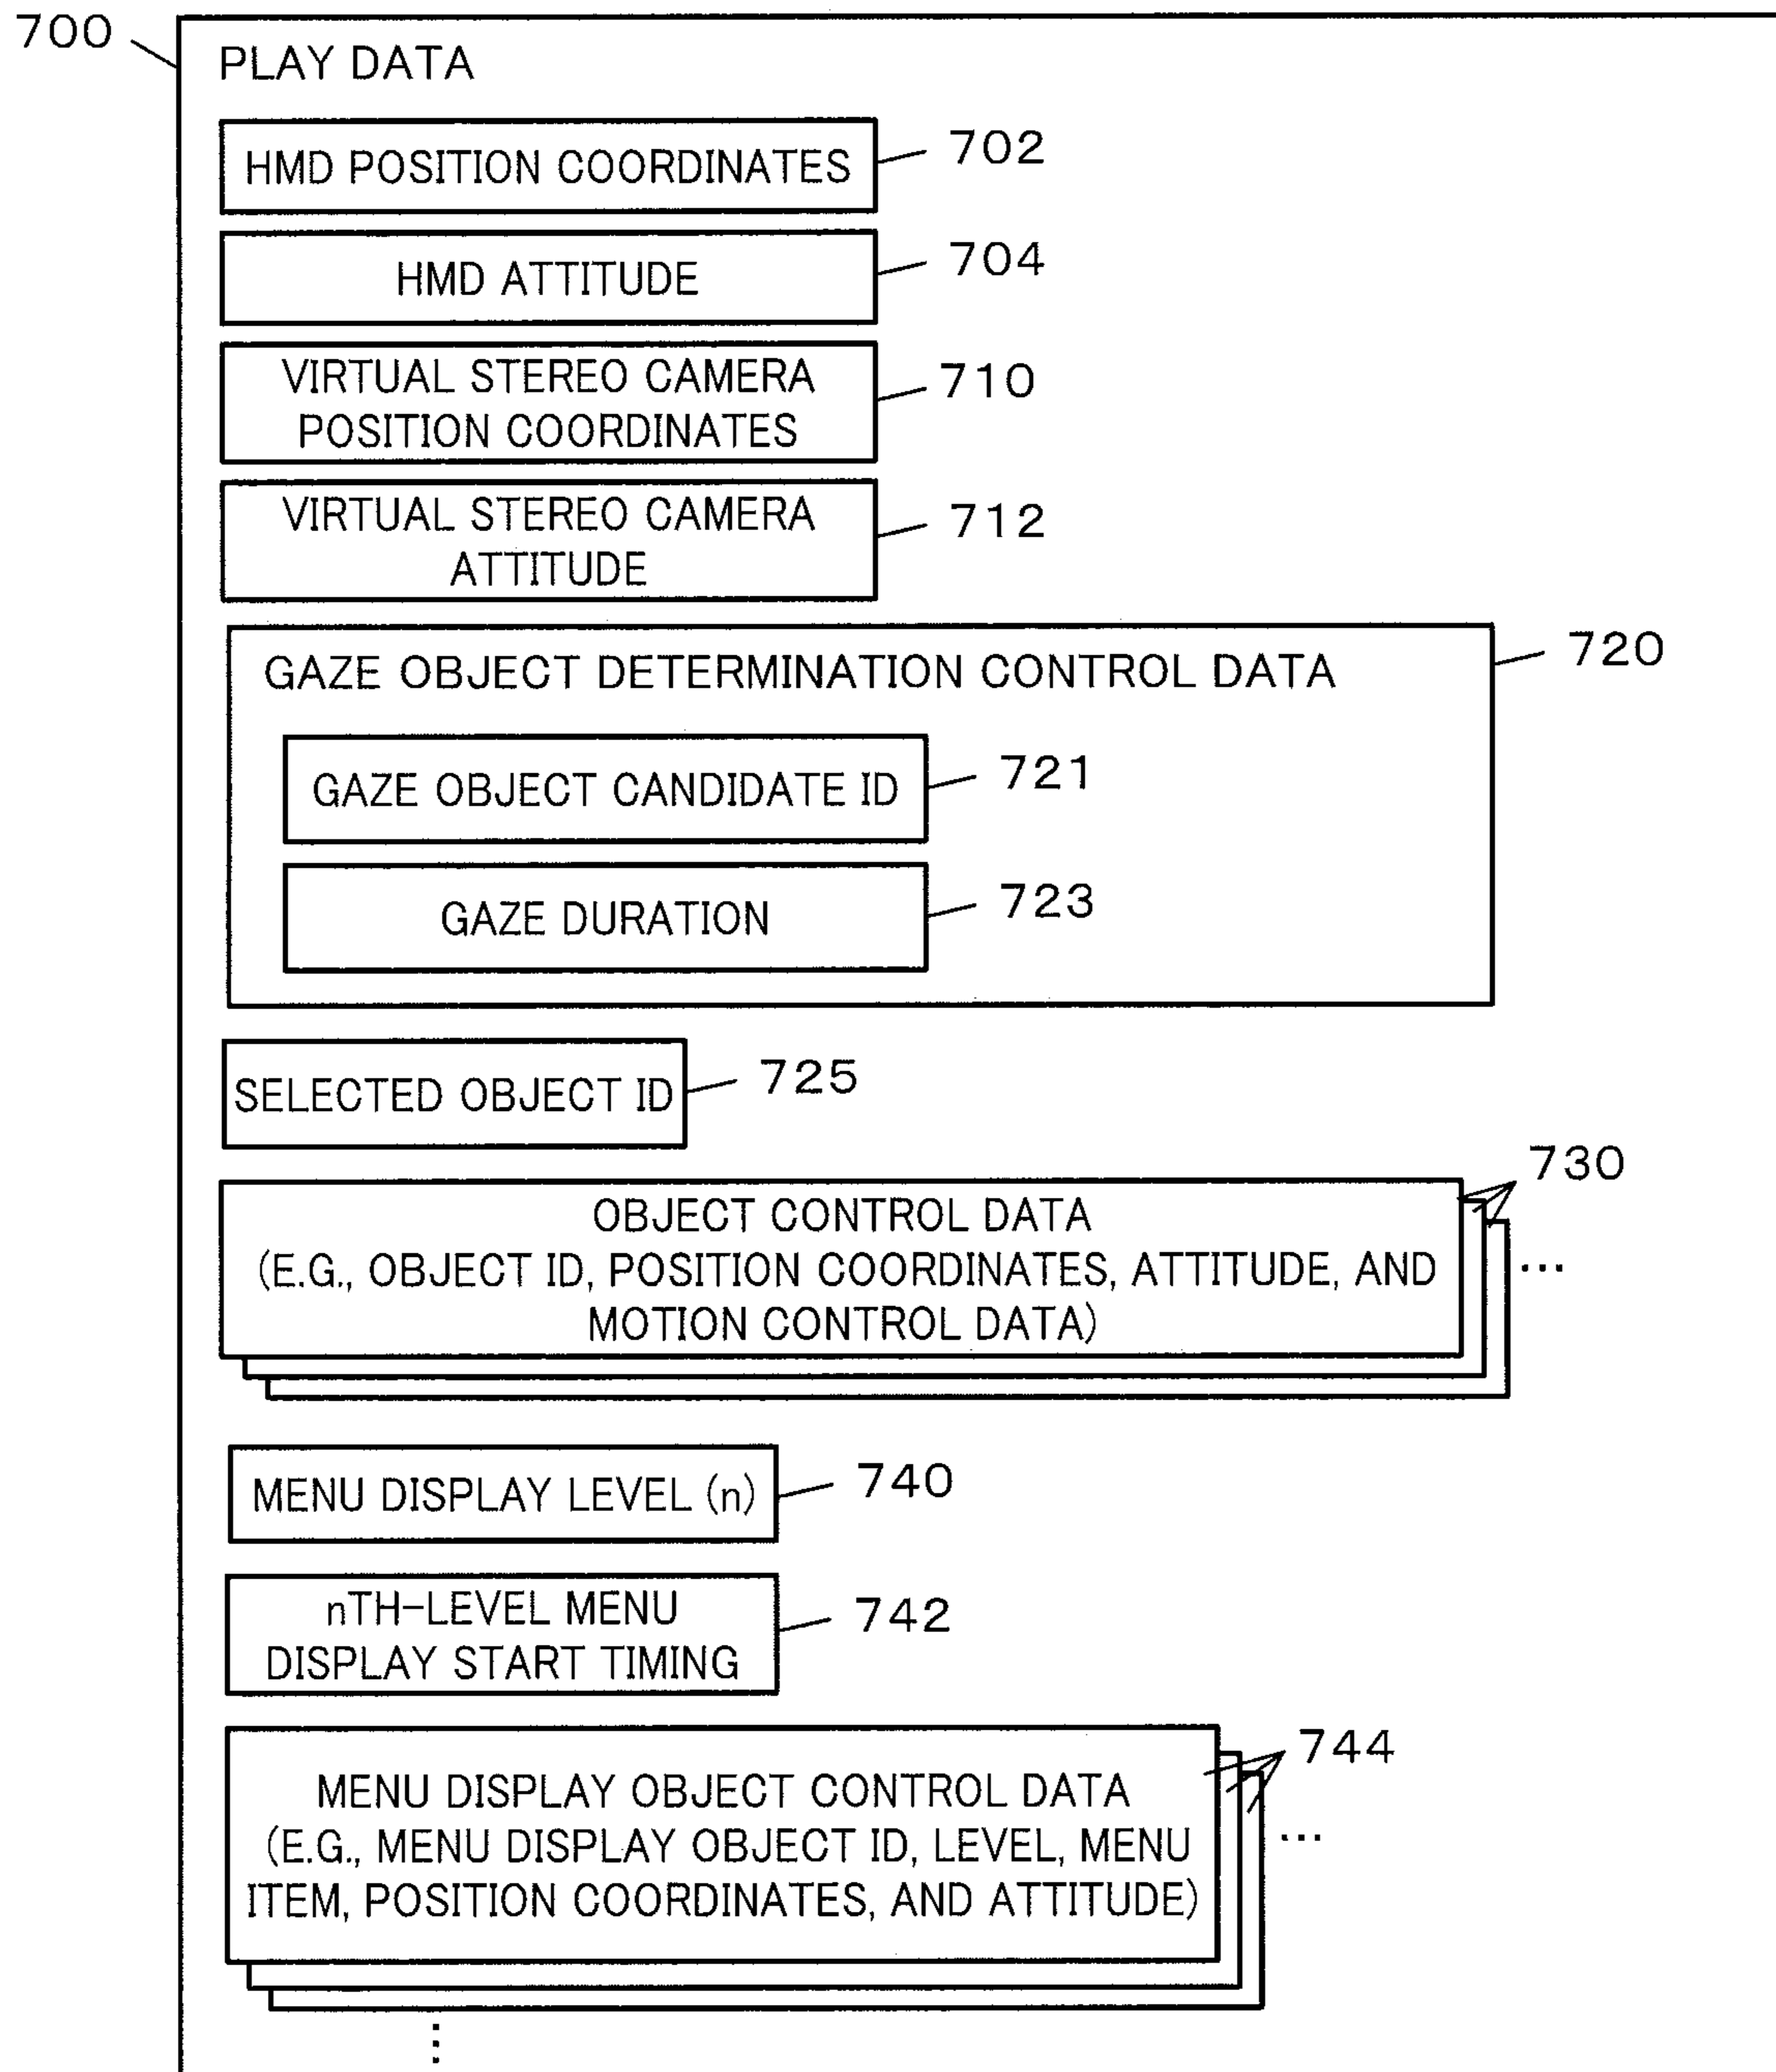 700
PLAY DATA
HMD POSITION COORDINATES
702
HMD ATTITUDE
704
VIRTUAL STEREO CAMERA
POSITION COORDINATES
710
VIRTUAL STEREO CAMERA
ATTITUDE
712
GAZE OBJECT DETERMINATION CONTROL DATA
720
GAZE OBJECT CANDIDATE ID
721
GAZE DURATION
723
SELECTED OBJECT ID
725
730
OBJECT CONTROL DATA
(E.G., OBJECT ID, POSITION COORDINATES, ATTITUDE, AND
MOTION CONTROL DATA)
...
MENU DISPLAY LEVEL (n)
740
nTH-LEVEL MENU
DISPLAY START TIMING
742
744
MENU DISPLAY OBJECT CONTROL DATA
(E.G., MENU DISPLAY OBJECT ID, LEVEL, MENU
ITEM, POSITION COORDINATES, AND ATTITUDE)
...
⋮